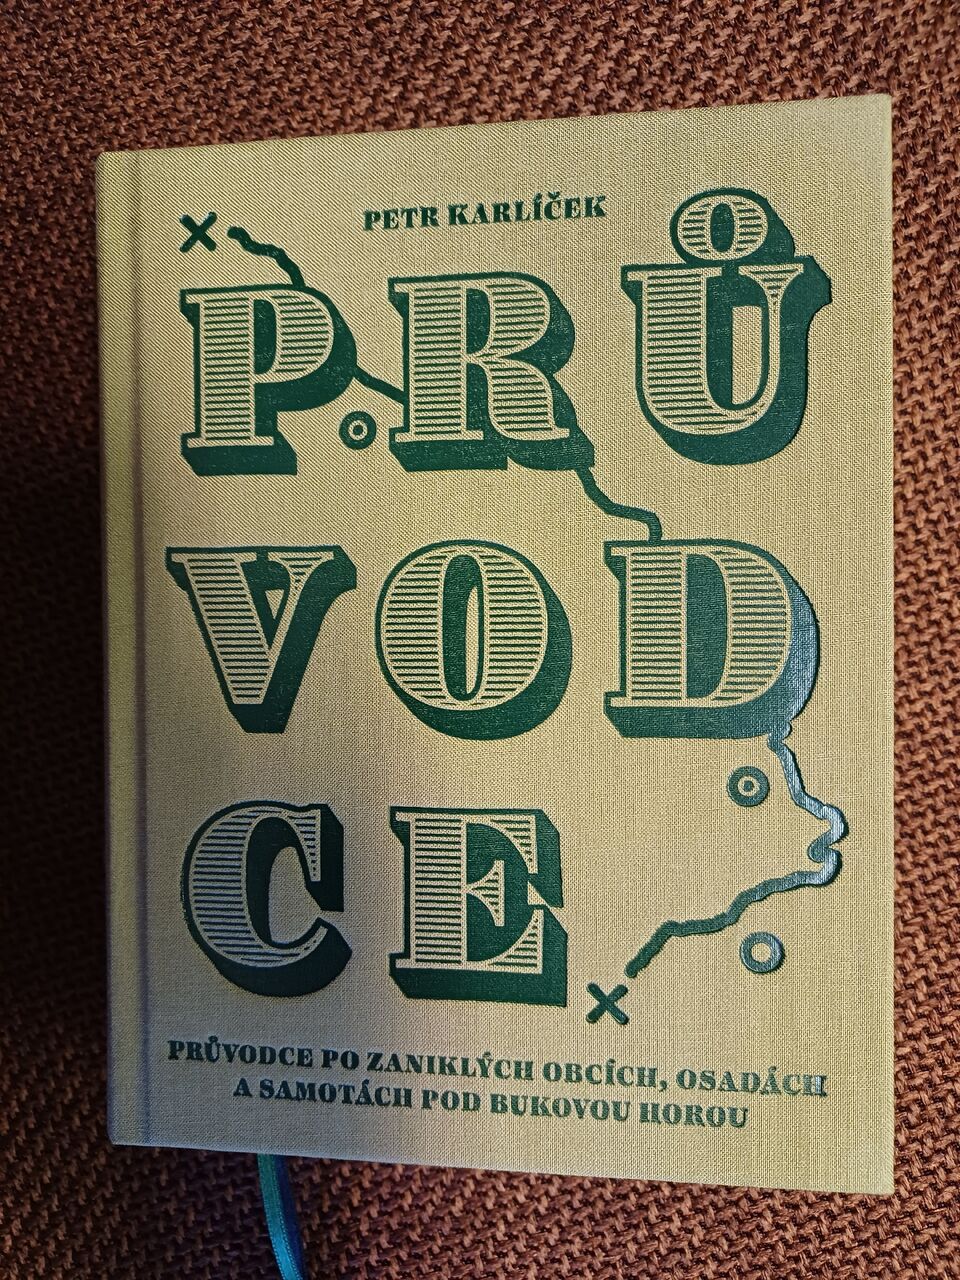 PETR KARLÍČEK
PRŮ
VOD
CE
PRŮVODCE PO ZANIKLÝCH OBCÍCH, OSADÁCH
A SAMOTÁCH POD BUKOVOU HOROU